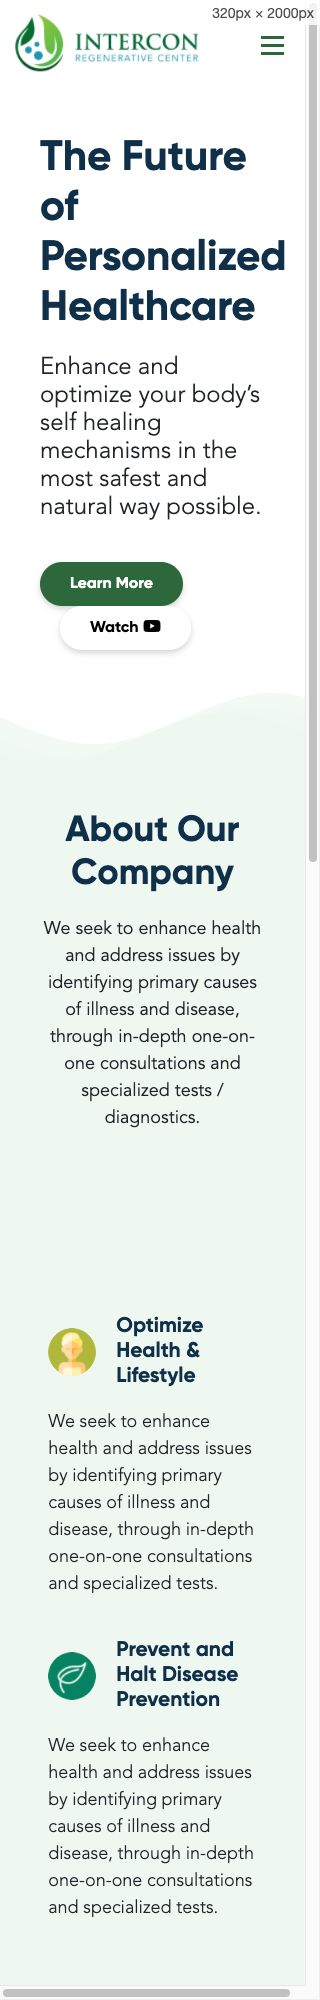 320px × 2000px
INTERCON
REGENERATIVE CENTER
The Future
of
Personalized
Healthcare
Enhance and
optimize your body’s
self healing
mechanisms in the
most safest and
natural way possible.
Learn More
Watch
About Our
Company
We seek to enhance health
and address issues by
identifying primary causes
of illness and disease,
through in-depth one-on-
one consultations and
specialized tests /
diagnostics.
Optimize
Health &
Lifestyle
We seek to enhance
health and address issues
by identifying primary
causes of illness and
disease, through in-depth
one-on-one consultations
and specialized tests.
Prevent and
Halt Disease
Prevention
We seek to enhance
health and address issues
by identifying primary
causes of illness and
disease, through in-depth
one-on-one consultations
and specialized tests.